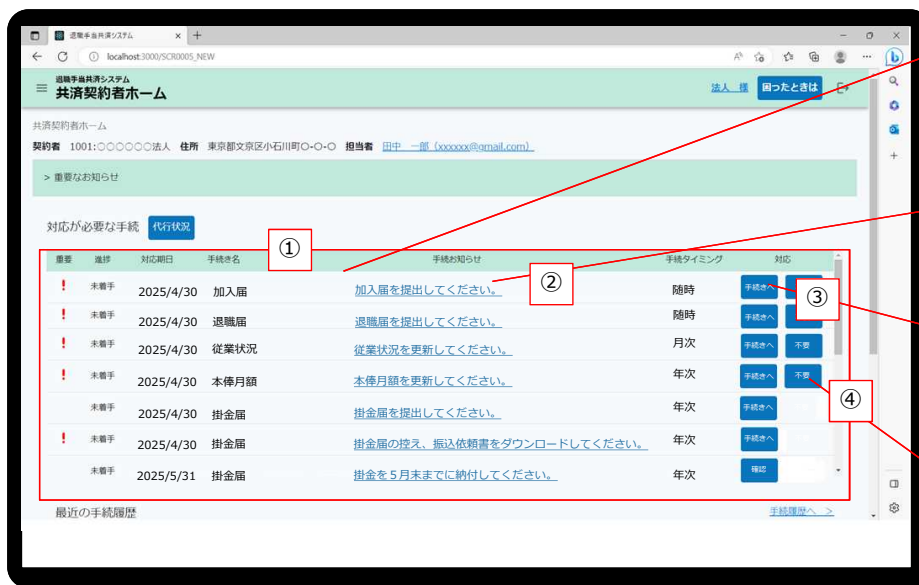 退職手当共済システム
localhost:3000/SCR0005_NEW
退職手当共済システム
共済契約者ホーム
法人 様 困ったときは
共済契約者ホーム
契約者 1001:○○○○○○法人 住所 東京都文京区小石川町○-○-○ 担当者 田中 一郎 (xxxxxx@gmail.com)
> 重要なお知らせ
対応が必要な手続 代行状況
①
重要 進捗 対応期日 手続き名 手続お知らせ 手続タイミング 対応
! 未着手 2025/4/30 加入届 加入届を提出してください。 ② 随時 手続きへ ③
! 未着手 2025/4/30 退職届 退職届を提出してください。 随時 手続きへ
! 未着手 2025/4/30 従業状況 従業状況を更新してください。 月次 手続きへ 不要
! 未着手 2025/4/30 本俸月額 本俸月額を更新してください。 年次 手続きへ 不要
④
未着手 2025/4/30 掛金届 掛金届を提出してください。 年次 手続きへ
! 未着手 2025/4/30 掛金届 掛金届の控え、振込依頼書をダウンロードしてください。 年次 手続きへ
未着手 2025/5/31 掛金届 掛金を5月末までに納付してください。 年次 確認
最近の手続履歴 手続履歴へ >